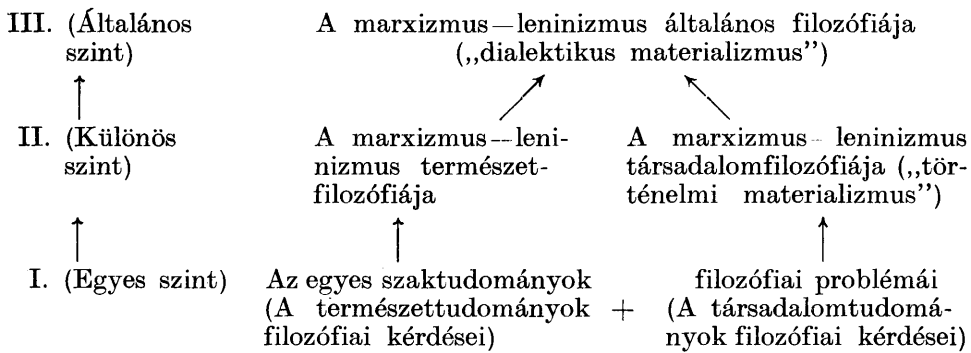 III. (Általános szint) A marxizmus—leninizmus általános filozófiája
(„dialektikus materializmus”)
II. (Különös szint) A marxizmus—leni-
nizmus természet-
filozófiája
A marxizmus–leninizmus
társadalomfilozófiája („tör-
ténelmi materializmus”)
I. (Egyes szint) Az egyes szaktudományok filozófiai problémái
(A természettudományok + (A társadalomtudomá-
filozófiai kérdései) nyok filozófiai kérdései)